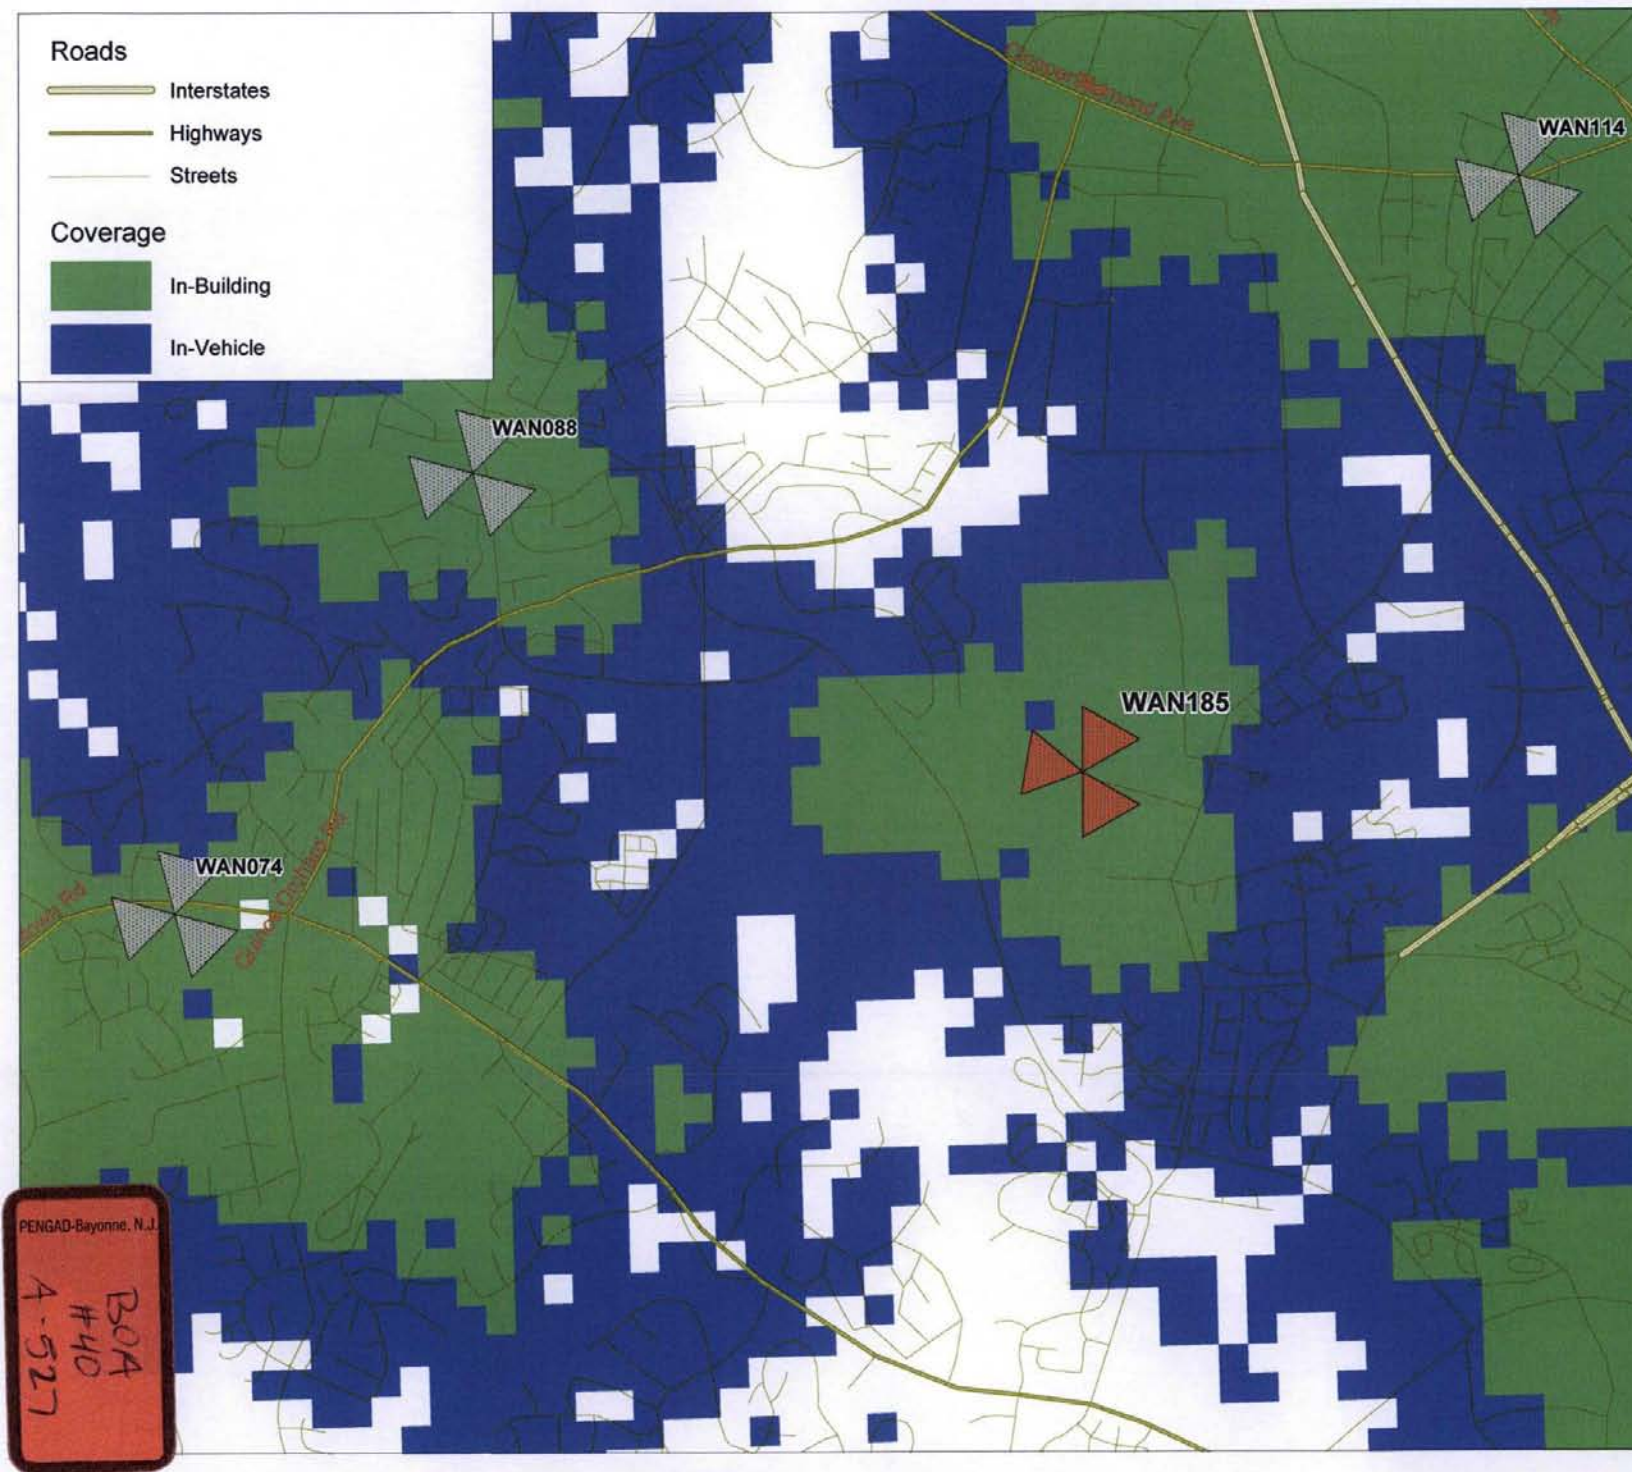 Roads
Interstates
Highways
Streets
Coverage
In-Building
In-Vehicle
WAN114
WAN088
WAN185
WAN074
PENGAD-Bayonne, N.J.
BOA
#40
A-527